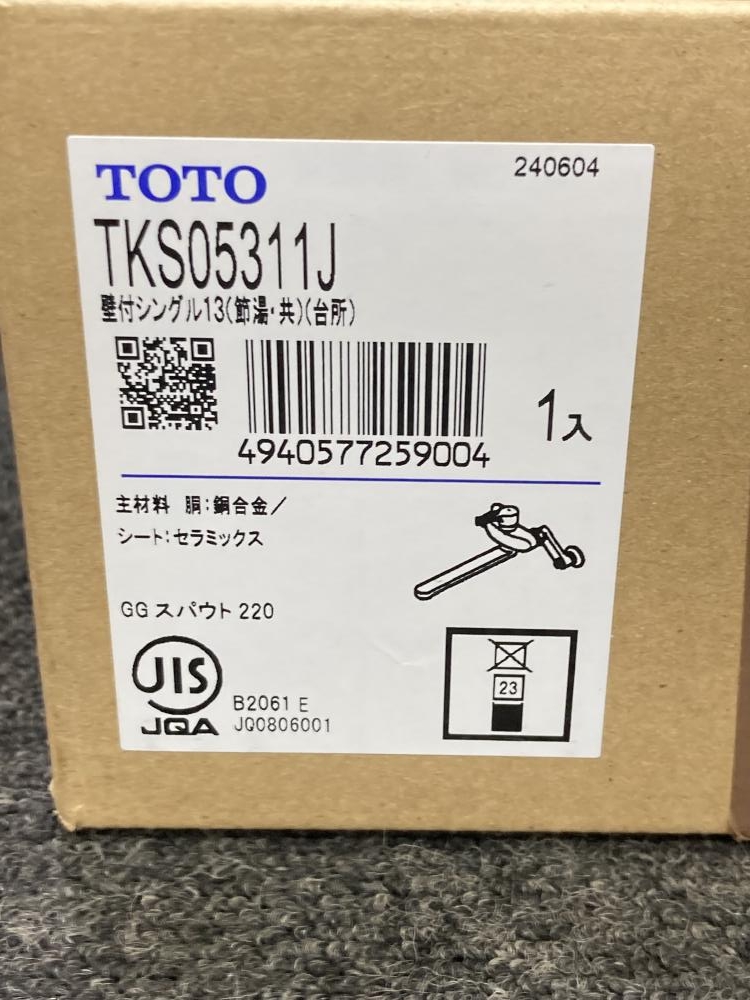 TOTO
240604
TKS05311J
壁付シングル13(節湯・共)(台所)
4940577259004
1入
主材料 胴:銅合金/
シート:セラミックス
GG スパウト 220
JIS
JQA
B2061 E
JQ0806001
23